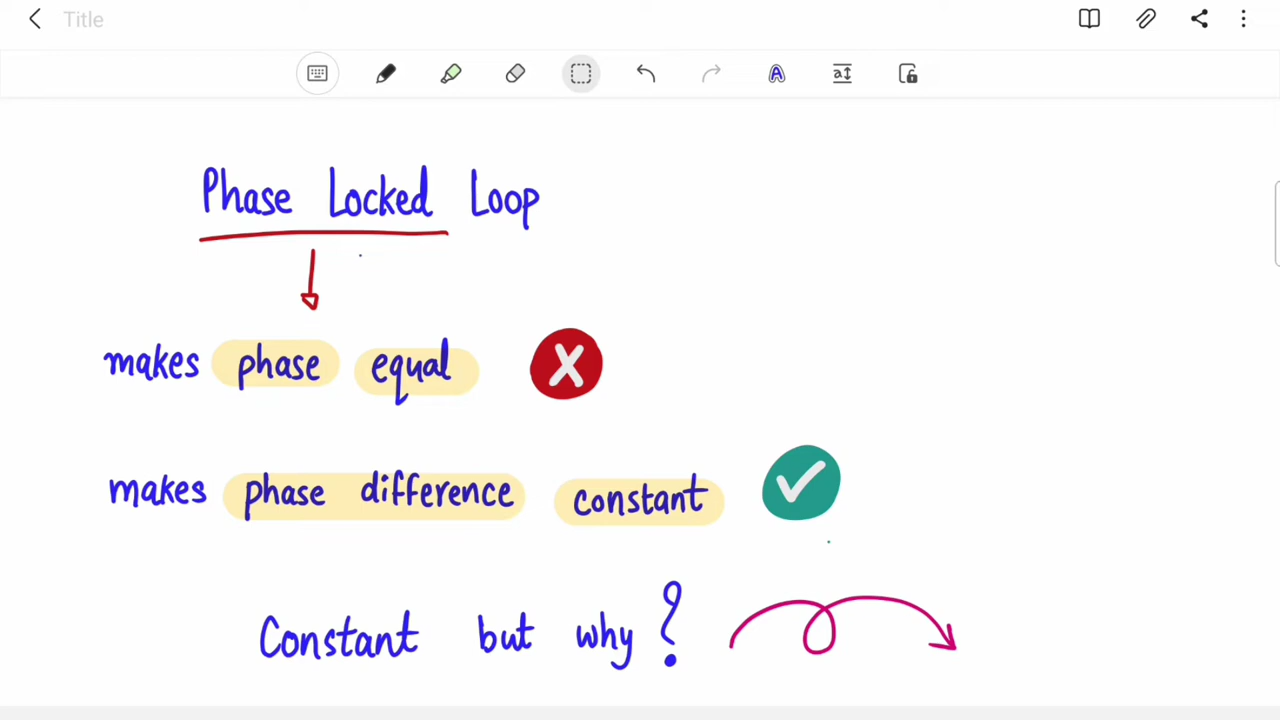 Title
A a
Phase Locked Loop
makes phase equal X
makes phase difference constant
Constant but why?